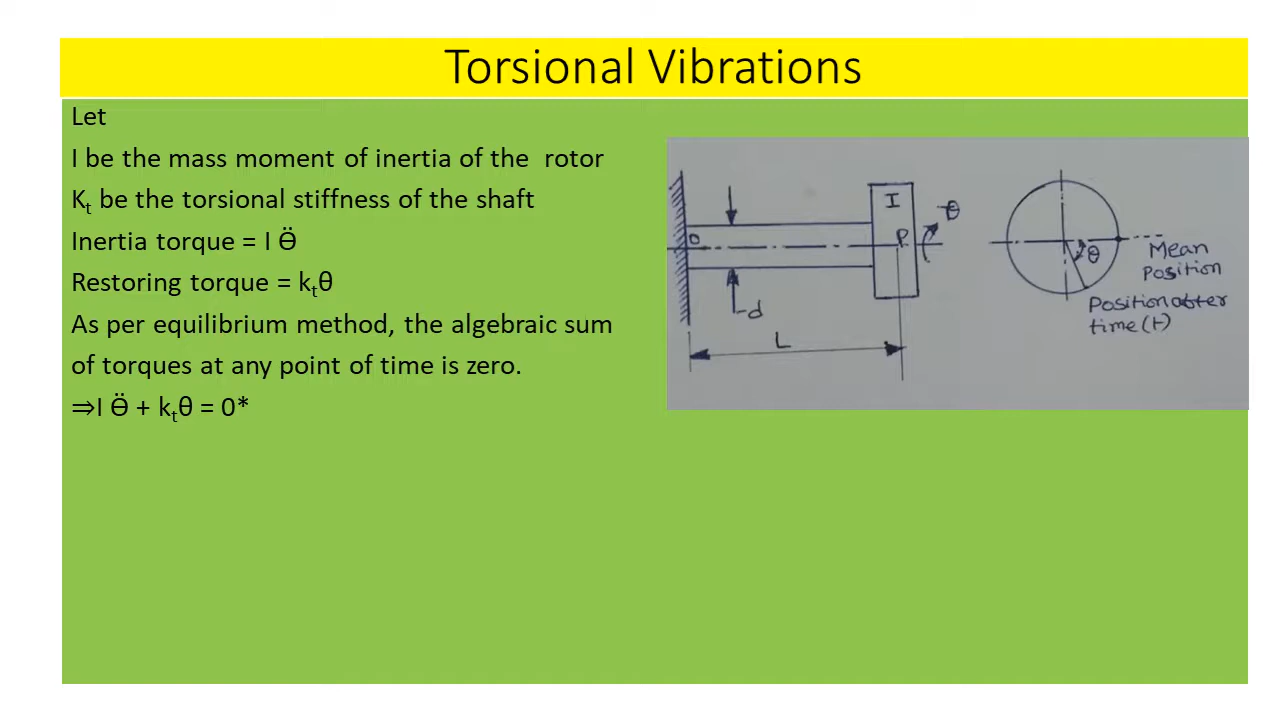 Torsional Vibrations
Let
I be the mass moment of inertia of the rotor
Kt be the torsional stiffness of the shaft
Inertia torque = I Ӫ
Restoring torque = ktθ
As per equilibrium method, the algebraic sum
of torques at any point of time is zero.
⇒I Ӫ + ktθ = 0*
I
θ
O
P
d
L
θ
Mean
Position
Position after
time (t)